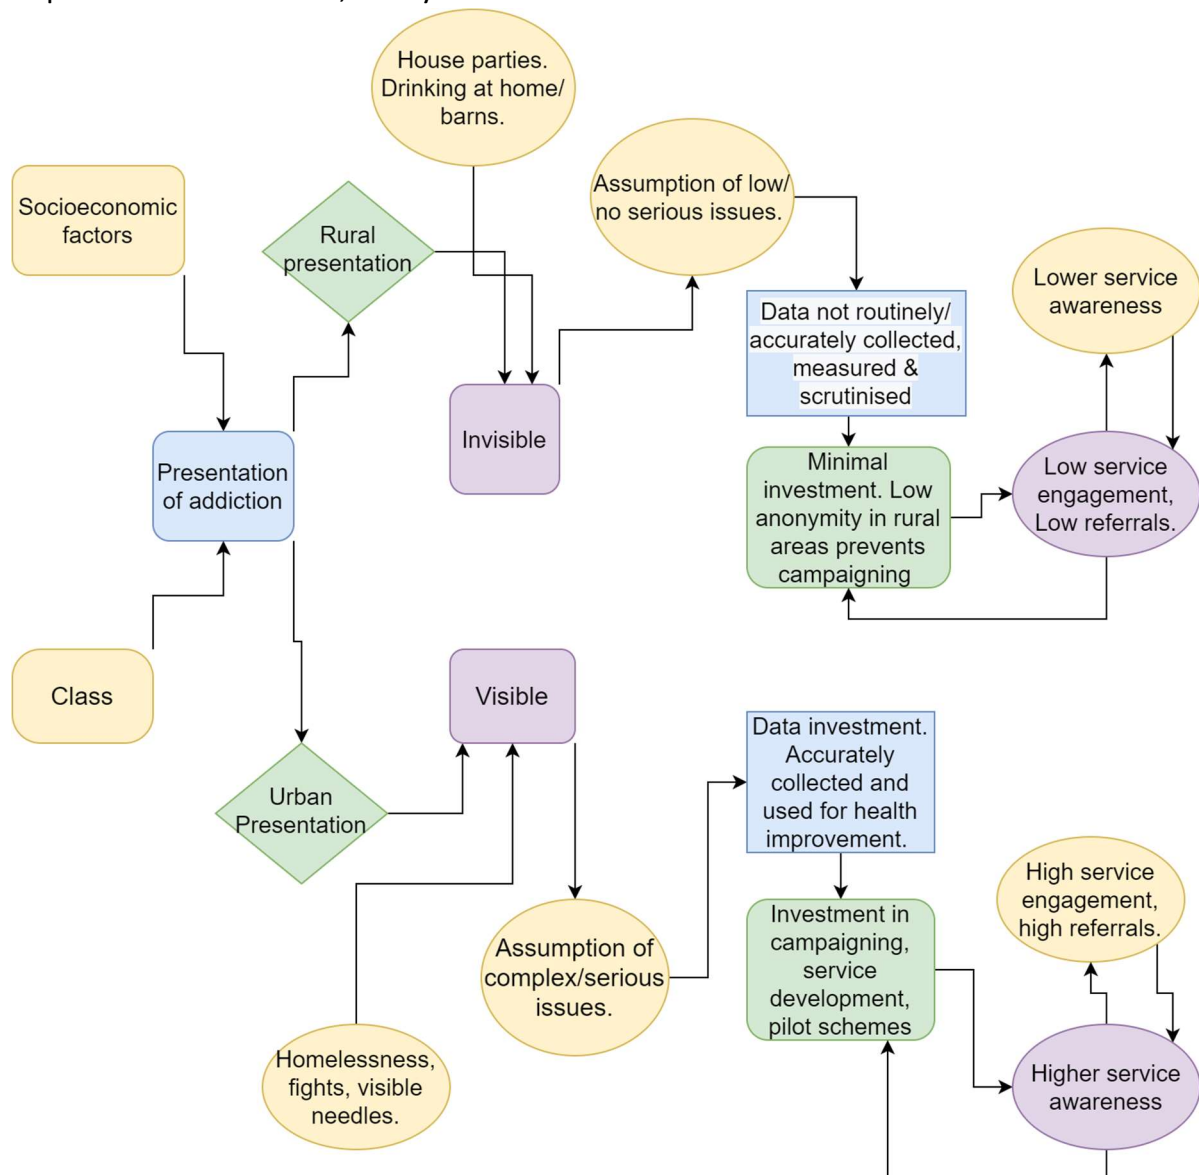 House parties.
Drinking at home/
barns.
Socioeconomic
factors
Rural
presentation
Assumption of low/
no serious issues.
Lower service
awareness
Data not routinely/
accurately collected,
measured &
scrutinised
Invisible
Presentation
of addiction
Minimal
investment. Low
anonymity in rural
areas prevents
campaigning
Low service
engagement,
Low referrals.
Class
Visible
Urban
Presentation
Data investment.
Accurately
collected and
used for health
improvement.
High service
engagement,
high referrals.
Assumption of
complex/serious
issues.
Investment in
campaigning,
service
development,
pilot schemes
Homelessness,
fights, visible
needles.
Higher service
awareness